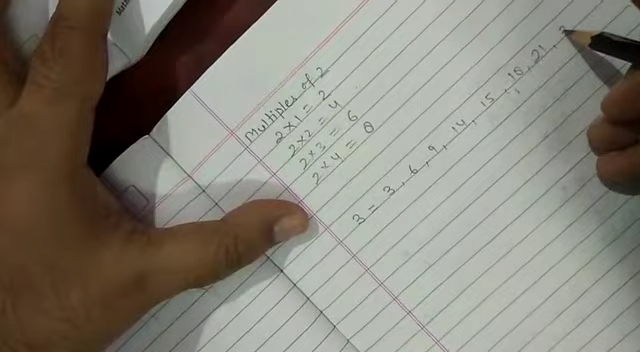 Multiples of 2
2×1 = 2
2×2 = 4
2×3 = 6
2×4 = 8
3 = 3, 6, 9, 14, 15, 18, 21,